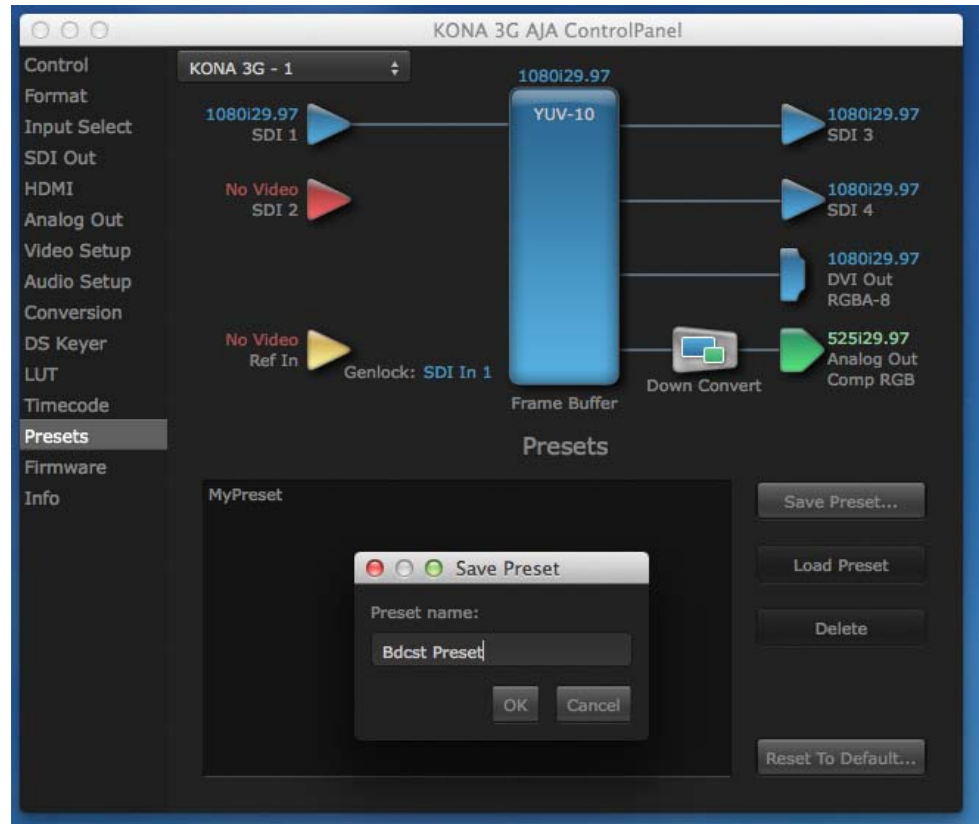 KONA 3G AJA ControlPanel
Control
Format
Input Select
SDI Out
HDMI
Analog Out
Video Setup
Audio Setup
Conversion
DS Keyer
LUT
Timecode
Presets
Firmware
Info
KONA 3G - 1
1080i29.97
YUV-10
1080i29.97
SDI 1
No Video
SDI 2
No Video
Ref In
Genlock: SDI In 1
Frame Buffer
Down Convert
1080i29.97
SDI 3
1080i29.97
SDI 4
1080i29.97
DVI Out
RGBA-8
525i29.97
Analog Out
Comp RGB
Presets
MyPreset
Save Preset...
Load Preset
Delete
Reset To Default...
Save Preset
Preset name:
Bdcst Preset
OK
Cancel